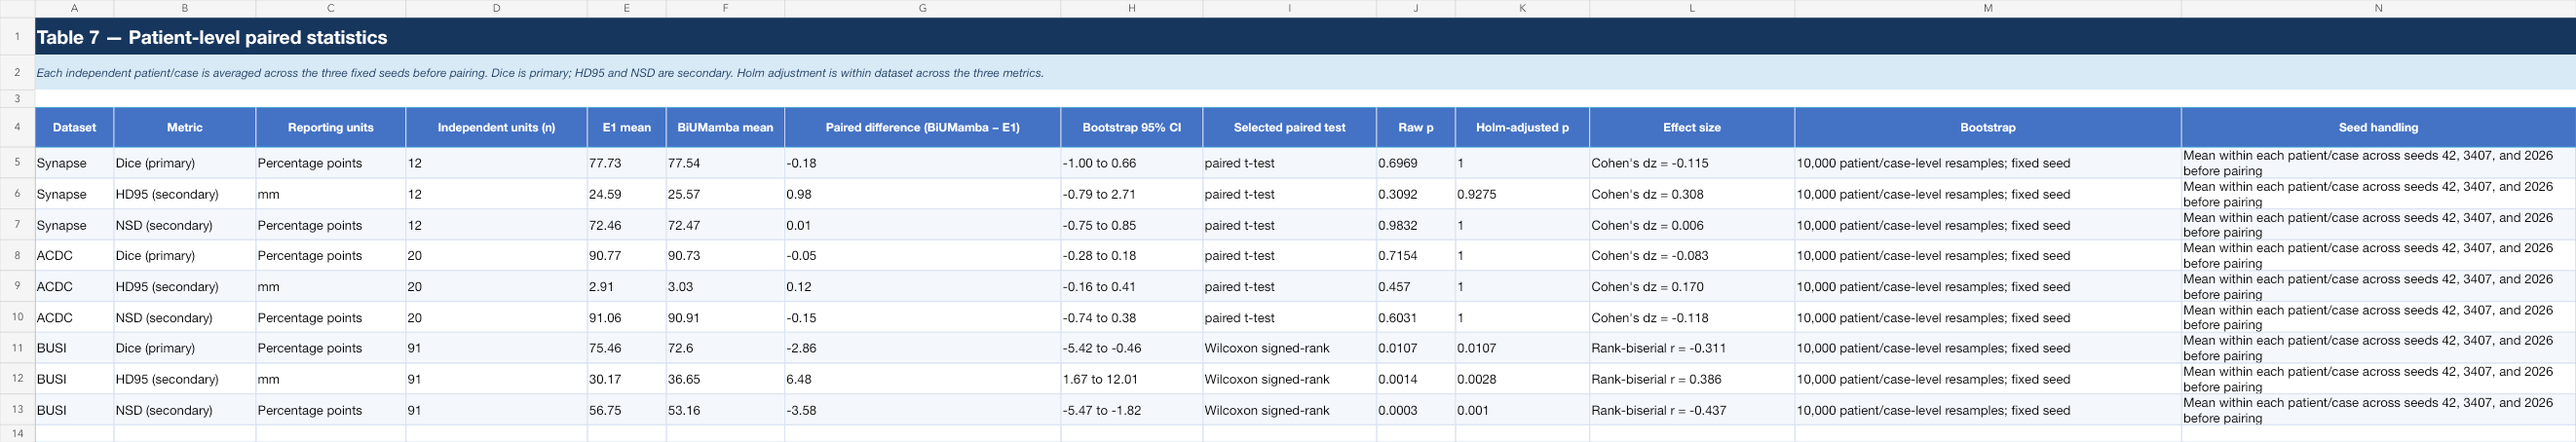 A B C D E F G H I J K L M N
1 Table 7 — Patient-level paired statistics
2 Each independent patient/case is averaged across the three fixed seeds before pairing. Dice is primary; HD95 and NSD are secondary. Holm adjustment is within dataset across the three metrics.
3
4 Dataset Metric Reporting units Independent units (n) E1 mean BiUMamba mean Paired difference (BiUMamba − E1) Bootstrap 95% CI Selected paired test Raw p Holm-adjusted p Effect size Bootstrap Seed handling
5 Synapse Dice (primary) Percentage points 12 77.73 77.54 -0.18 -1.00 to 0.66 paired t-test 0.6969 1 Cohen's dz = -0.115 10,000 patient/case-level resamples; fixed seed Mean within each patient/case across seeds 42, 3407, and 2026
before pairing
6 Synapse HD95 (secondary) mm 12 24.59 25.57 0.98 -0.79 to 2.71 paired t-test 0.3092 0.9275 Cohen's dz = 0.308 10,000 patient/case-level resamples; fixed seed Mean within each patient/case across seeds 42, 3407, and 2026
before pairing
7 Synapse NSD (secondary) Percentage points 12 72.46 72.47 0.01 -0.75 to 0.85 paired t-test 0.9832 1 Cohen's dz = 0.006 10,000 patient/case-level resamples; fixed seed Mean within each patient/case across seeds 42, 3407, and 2026
before pairing
8 ACDC Dice (primary) Percentage points 20 90.77 90.73 -0.05 -0.28 to 0.18 paired t-test 0.7154 1 Cohen's dz = -0.083 10,000 patient/case-level resamples; fixed seed Mean within each patient/case across seeds 42, 3407, and 2026
before pairing
9 ACDC HD95 (secondary) mm 20 2.91 3.03 0.12 -0.16 to 0.41 paired t-test 0.457 1 Cohen's dz = 0.170 10,000 patient/case-level resamples; fixed seed Mean within each patient/case across seeds 42, 3407, and 2026
before pairing
10 ACDC NSD (secondary) Percentage points 20 91.06 90.91 -0.15 -0.74 to 0.38 paired t-test 0.6031 1 Cohen's dz = -0.118 10,000 patient/case-level resamples; fixed seed Mean within each patient/case across seeds 42, 3407, and 2026
before pairing
11 BUSI Dice (primary) Percentage points 91 75.46 72.6 -2.86 -5.42 to -0.46 Wilcoxon signed-rank 0.0107 0.0107 Rank-biserial r = -0.311 10,000 patient/case-level resamples; fixed seed Mean within each patient/case across seeds 42, 3407, and 2026
before pairing
12 BUSI HD95 (secondary) mm 91 30.17 36.65 6.48 1.67 to 12.01 Wilcoxon signed-rank 0.0014 0.0028 Rank-biserial r = 0.386 10,000 patient/case-level resamples; fixed seed Mean within each patient/case across seeds 42, 3407, and 2026
before pairing
13 BUSI NSD (secondary) Percentage points 91 56.75 53.16 -3.58 -5.47 to -1.82 Wilcoxon signed-rank 0.0003 0.001 Rank-biserial r = -0.437 10,000 patient/case-level resamples; fixed seed Mean within each patient/case across seeds 42, 3407, and 2026
before pairing
14